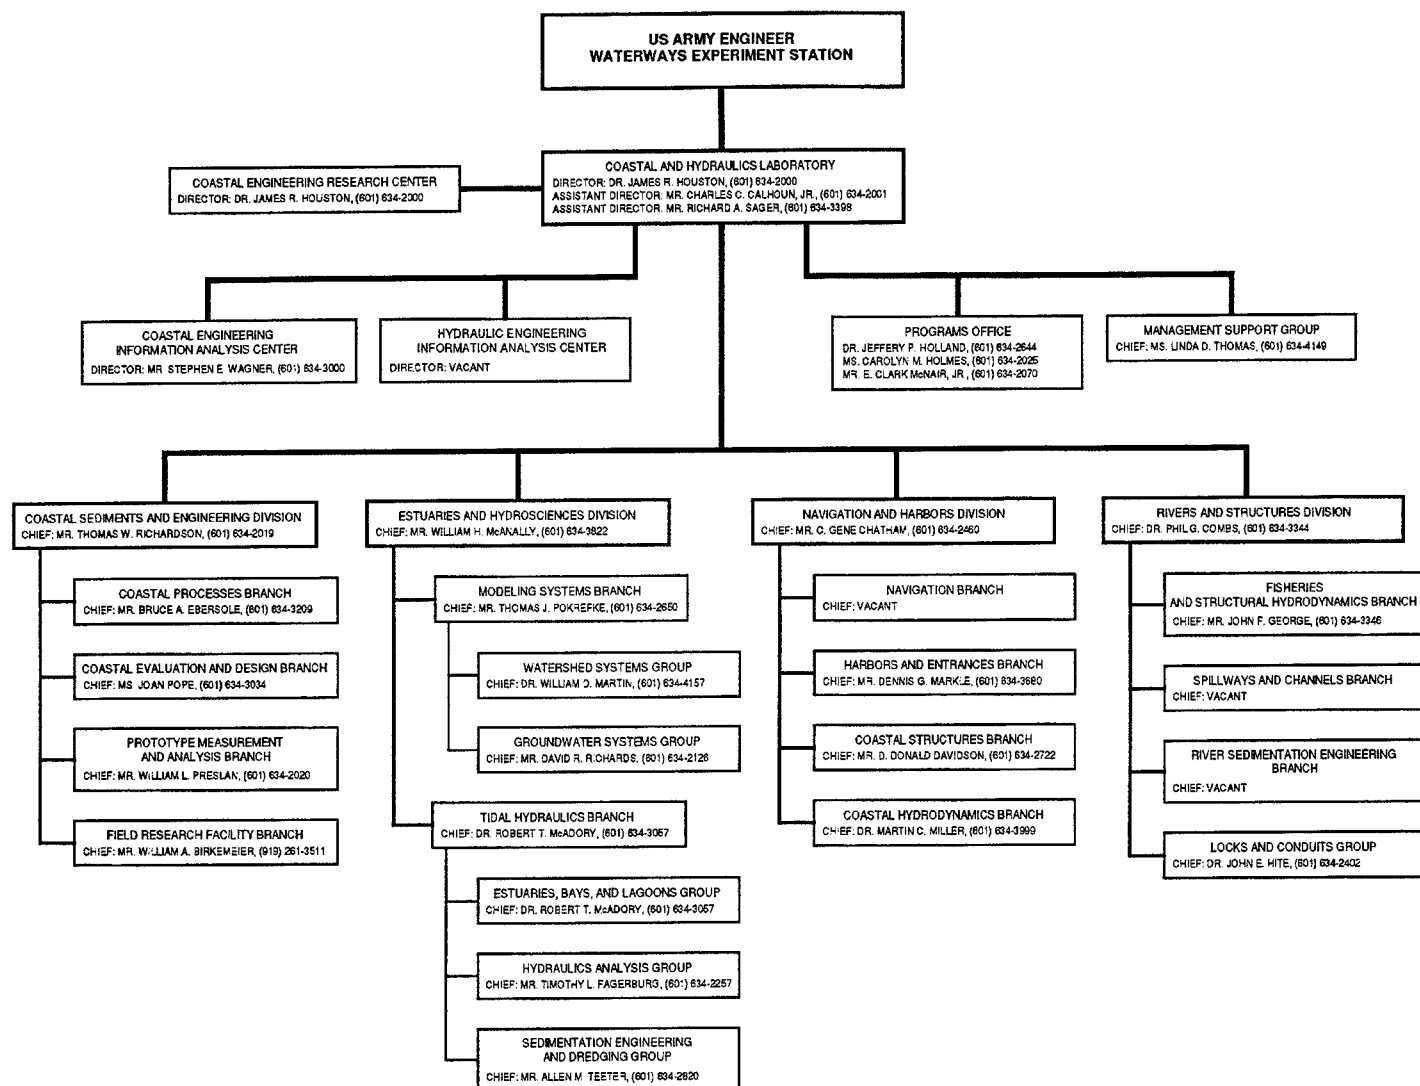 US ARMY ENGINEER
WATERWAYS EXPERIMENT STATION
COASTAL AND HYDRAULICS LABORATORY
DIRECTOR: DR. JAMES R. HOUSTON, (601) 634-2000
ASSISTANT DIRECTOR: MR. CHARLES C. CALHOUN, JR., (601) 634-2001
ASSISTANT DIRECTOR: MR. RICHARD A. SAGER, (601) 634-3398
COASTAL ENGINEERING RESEARCH CENTER
DIRECTOR: DR. JAMES R. HOUSTON, (601) 634-2000
COASTAL ENGINEERING
INFORMATION ANALYSIS CENTER
DIRECTOR: MR. STEPHEN E. WAGNER, (601) 634-3000
HYDRAULIC ENGINEERING
INFORMATION ANALYSIS CENTER
DIRECTOR: VACANT
PROGRAMS OFFICE
DR. JEFFERY P. HOLLAND, (601) 634-2644
MS. CAROLYN M. HOLMES, (601) 634-2025
MR. E. CLARK McNAIR, JR., (601) 634-2070
MANAGEMENT SUPPORT GROUP
CHIEF: MS. LINDA D. THOMAS, (601) 634-4149
COASTAL SEDIMENTS AND ENGINEERING DIVISION
CHIEF: MR. THOMAS W. RICHARDSON, (601) 634-2019
COASTAL PROCESSES BRANCH
CHIEF: MR. BRUCE A. EBERSOLE, (601) 634-3209
COASTAL EVALUATION AND DESIGN BRANCH
CHIEF: MS. JOAN POPE, (601) 634-3034
PROTOTYPE MEASUREMENT
AND ANALYSIS BRANCH
CHIEF: MR. WILLIAM L. PRESLAN, (601) 634-2020
FIELD RESEARCH FACILITY BRANCH
CHIEF: MR. WILLIAM A. BIRKEMEIER, (919) 261-3511
ESTUARIES AND HYDROSCIENCES DIVISION
CHIEF: MR. WILLIAM H. McANALLY, (601) 634-3822
MODELING SYSTEMS BRANCH
CHIEF: MR. THOMAS J. POKREFKE, (601) 634-2650
WATERSHED SYSTEMS GROUP
CHIEF: DR. WILLIAM D. MARTIN, (601) 634-4157
GROUNDWATER SYSTEMS GROUP
CHIEF: MR. DAVID R. RICHARDS, (601) 634-2126
TIDAL HYDRAULICS BRANCH
CHIEF: DR. ROBERT T. McADORY, (601) 634-3057
ESTUARIES, BAYS, AND LAGOONS GROUP
CHIEF: DR. ROBERT T. McADORY, (601) 634-3057
HYDRAULICS ANALYSIS GROUP
CHIEF: MR. TIMOTHY L. FAGERBURG, (601) 634-2257
SEDIMENTATION ENGINEERING
AND DREDGING GROUP
CHIEF: MR. ALLEN M. TEETER, (601) 634-2820
NAVIGATION AND HARBORS DIVISION
CHIEF: MR. C. GENE CHATHAM, (601) 634-2460
NAVIGATION BRANCH
CHIEF: VACANT
HARBORS AND ENTRANCES BRANCH
CHIEF: MR. DENNIS G. MARKLE, (601) 634-3680
COASTAL STRUCTURES BRANCH
CHIEF: MR. D. DONALD DAVIDSON, (601) 634-2722
COASTAL HYDRODYNAMICS BRANCH
CHIEF: DR. MARTIN C. MILLER, (601) 634-3999
RIVERS AND STRUCTURES DIVISION
CHIEF: DR. PHIL G. COMBS, (601) 634-3344
FISHERIES
AND STRUCTURAL HYDRODYNAMICS BRANCH
CHIEF: MR. JOHN F. GEORGE, (601) 634-3346
SPILLWAYS AND CHANNELS BRANCH
CHIEF: VACANT
RIVER SEDIMENTATION ENGINEERING
BRANCH
CHIEF: VACANT
LOCKS AND CONDUITS GROUP
CHIEF: DR. JOHN E. HITE, (601) 634-2402